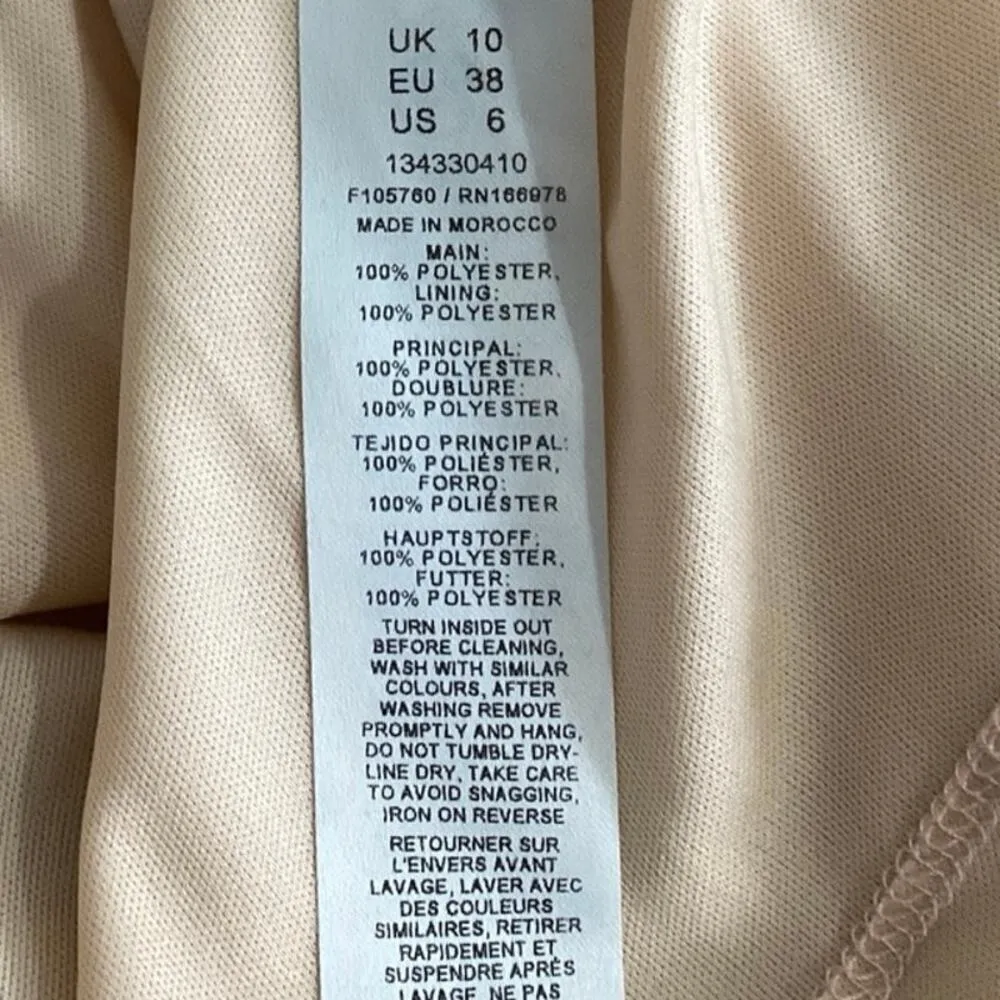 UK 10
EU 38
US 6
134330410
F105760 / RN166978
MADE IN MOROCCO
MAIN:
100% POLYESTER,
LINING:
100% POLYESTER
PRINCIPAL:
100% POLYESTER,
DOUBLURE:
100% POLYESTER
TEJIDO PRINCIPAL:
100% POLIÉSTER,
FORRO:
100% POLIÉSTER
HAUPTSTOFF:
100% POLYESTER,
FUTTER:
100% POLYESTER
TURN INSIDE OUT
BEFORE CLEANING,
WASH WITH SIMILAR
COLOURS, AFTER
WASHING REMOVE
PROMPTLY AND HANG,
DO NOT TUMBLE DRY-
LINE DRY, TAKE CARE
TO AVOID SNAGGING,
IRON ON REVERSE
RETOURNER SUR
L'ENVERS AVANT
LAVAGE, LAVER AVEC
DES COULEURS
SIMILAIRES, RETIRER
RAPIDEMENT ET
SUSPENDRE APRÈS
LAVAGE, NE PAS